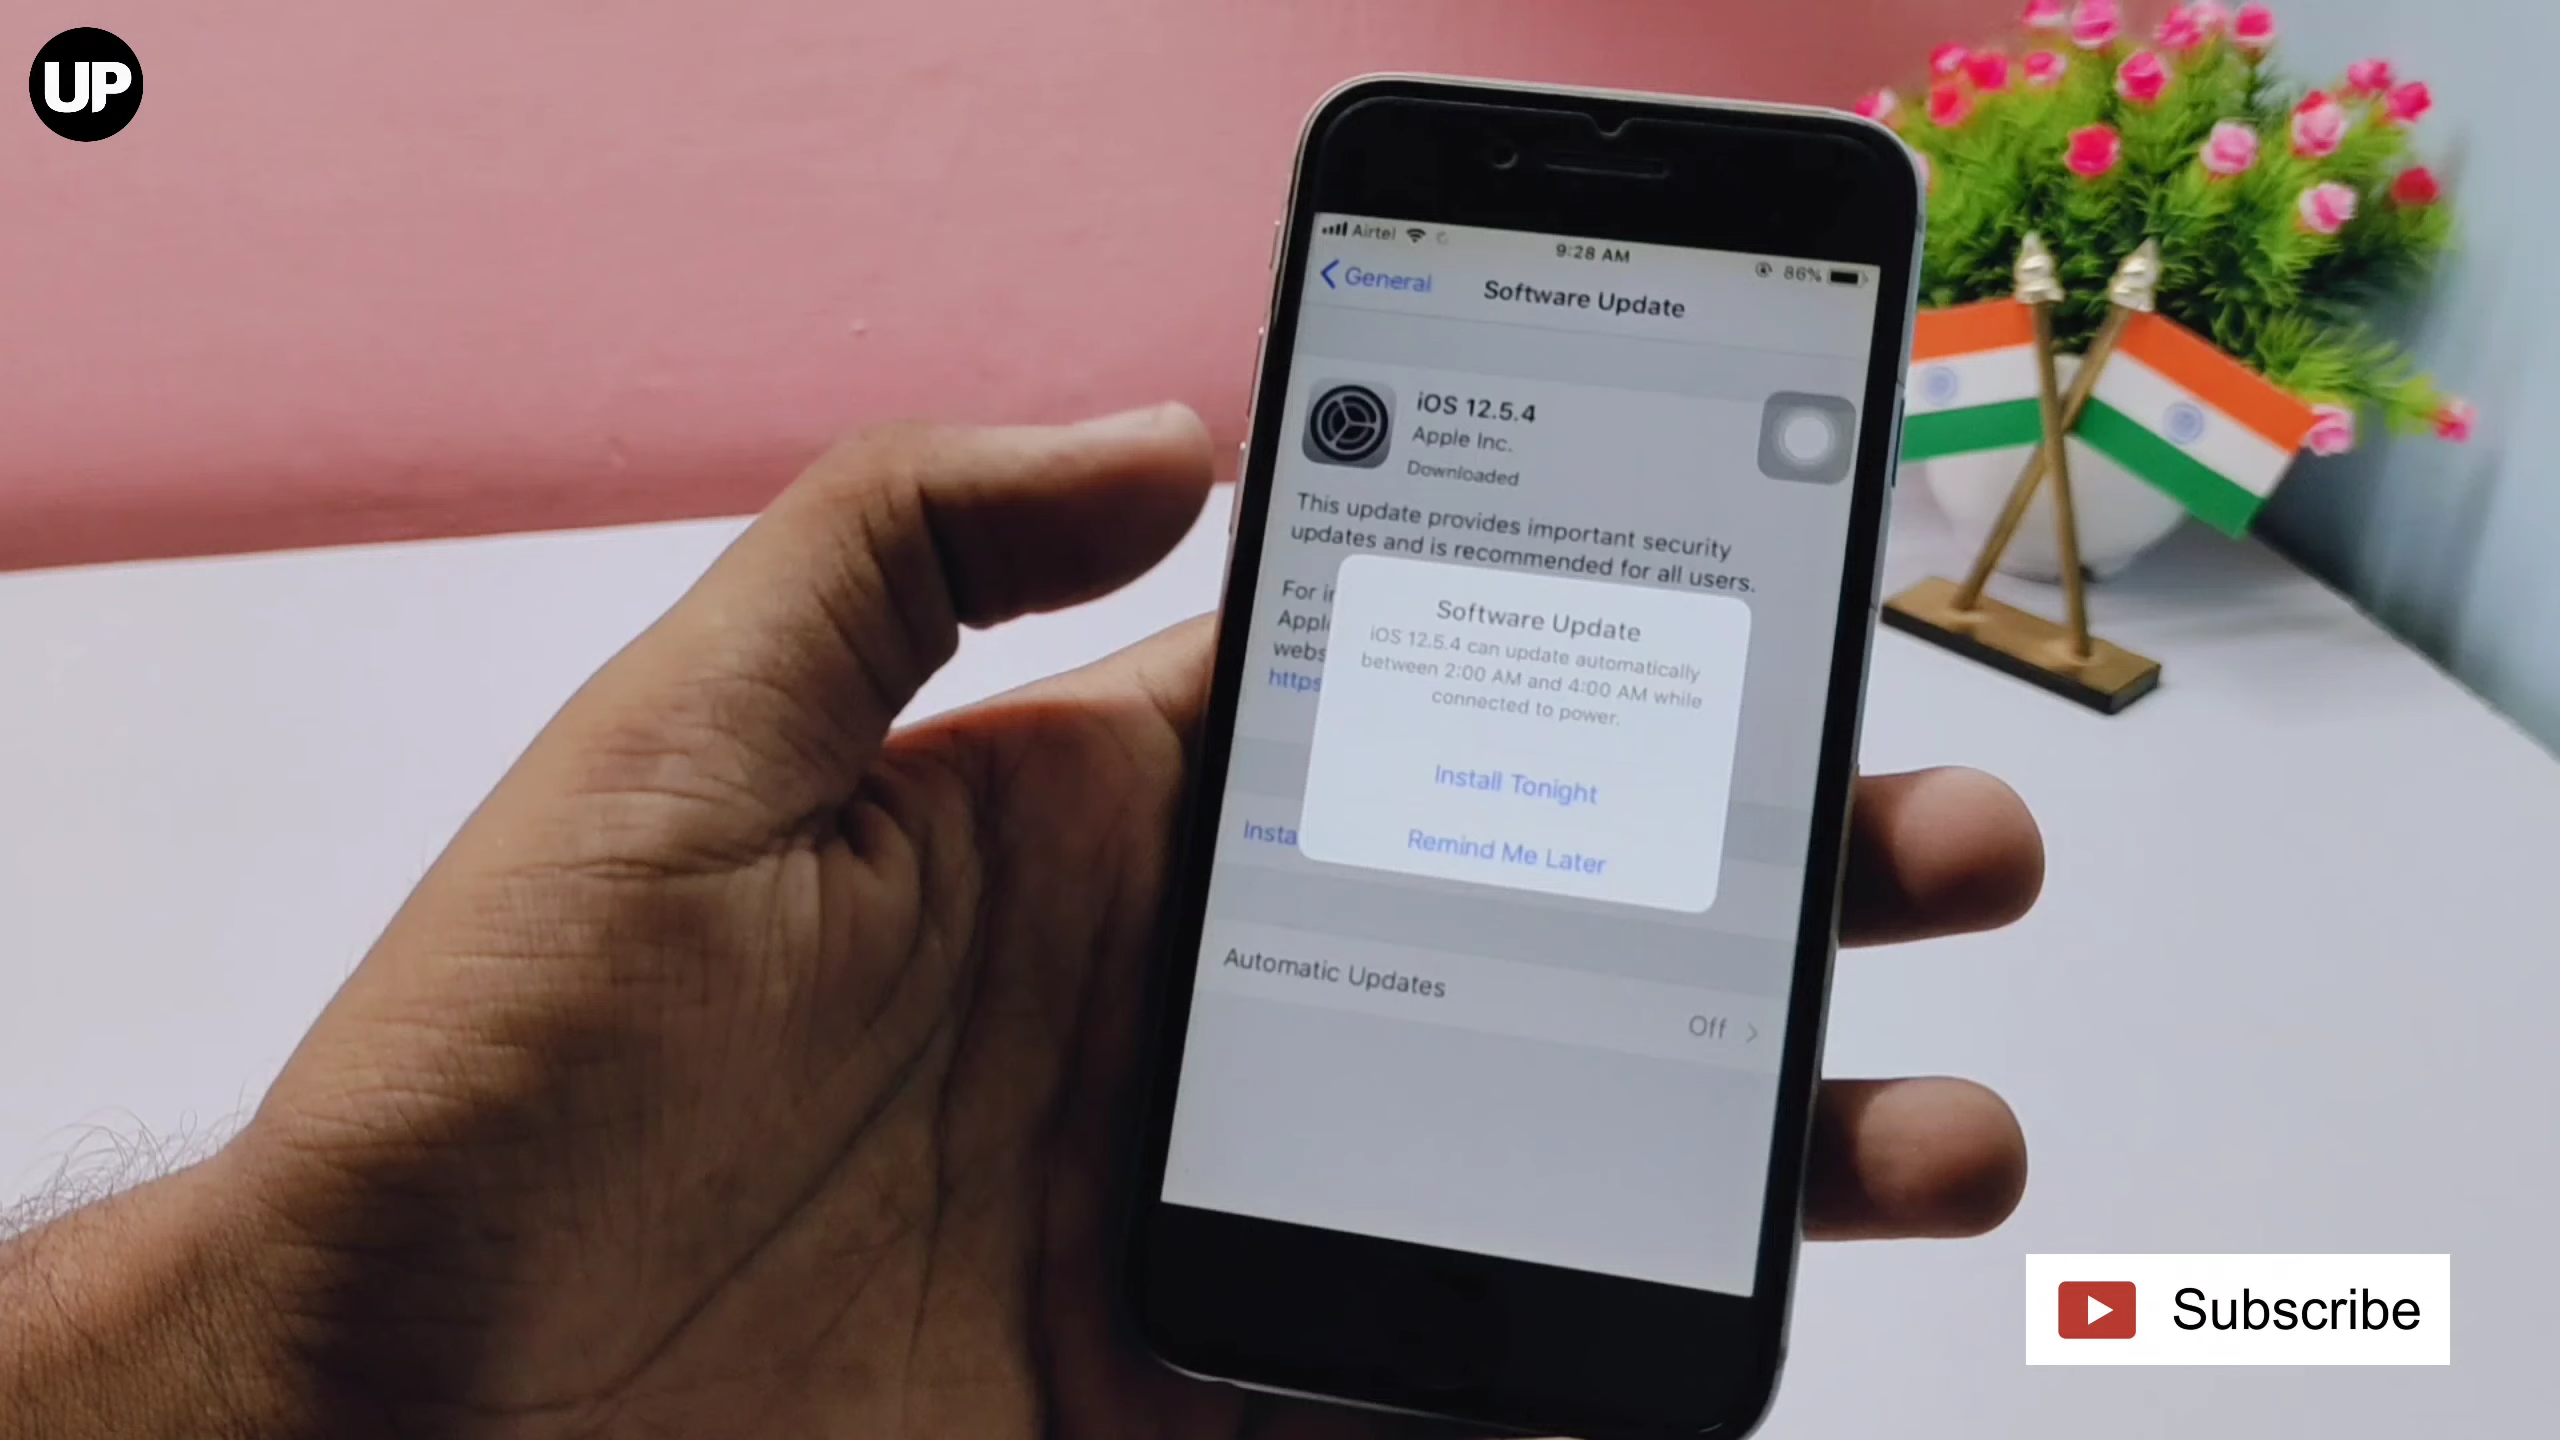 UP
Airtel
9:28 AM
86%
General
Software Update
iOS 12.5.4
Apple Inc.
Downloaded
This update provides important security
updates and is recommended for all users.
For
Software Update
iOS 12.5.4 can update automatically
between 2:00 AM and 4:00 AM while
connected to power.
https
Install Tonight
Remind Me Later
Automatic Updates
Off
Subscribe